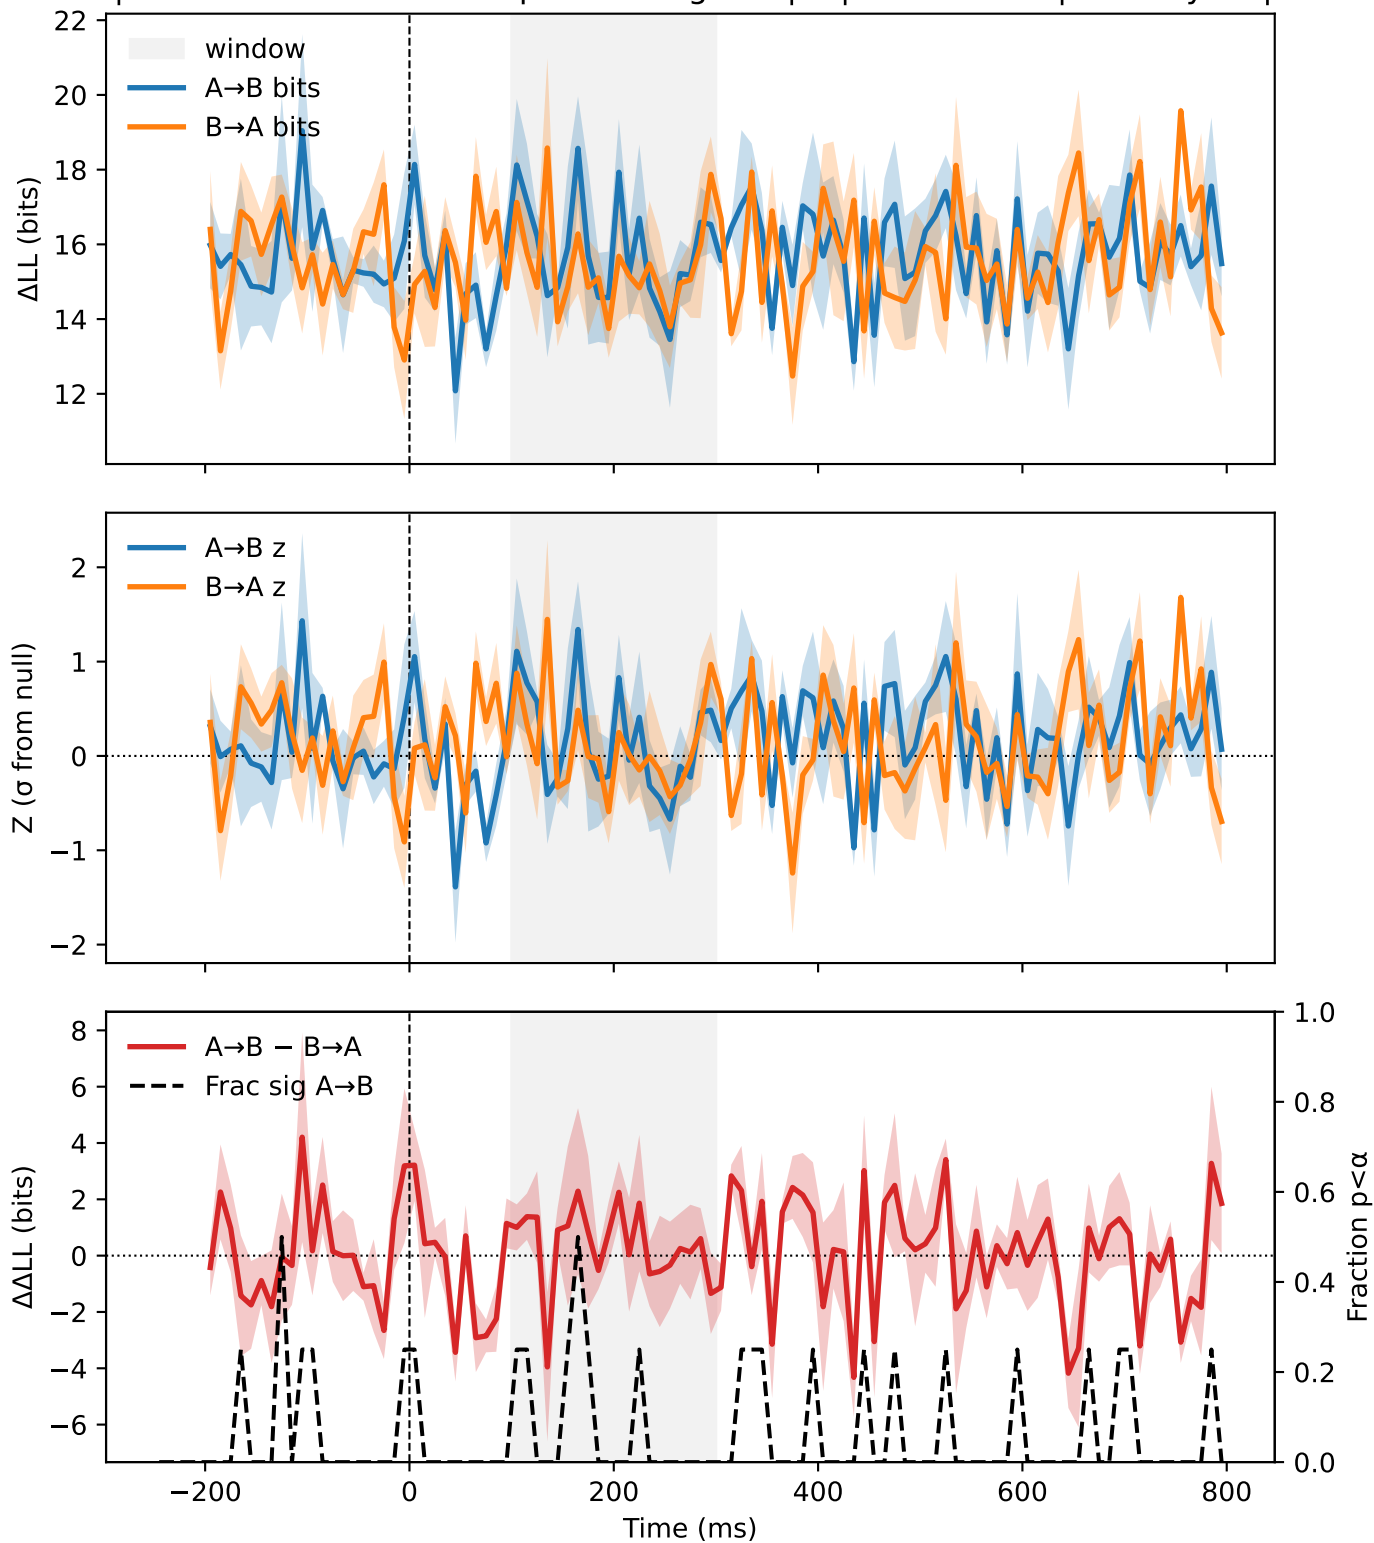 22
20
18
16
14
12
ΔLL (bits)
window
A→B bits
B→A bits
2
1
0
−1
−2
Z (σ from null)
A→B z
B→A z
8
6
4
2
0
−2
−4
−6
ΔΔLL (bits)
A→B − B→A
Frac sig A→B
1.0
0.8
0.6
0.4
0.2
0.0
Fraction p<α
−200
0
200
400
600
800
Time (ms)